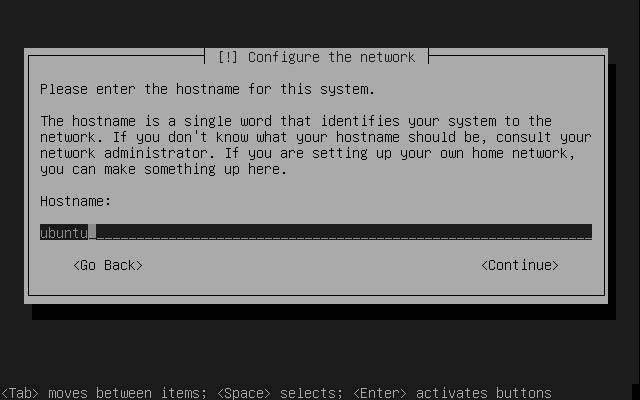 [!] Configure the network
Please enter the hostname for this system.
The hostname is a single word that identifies your system to the
network. If you don't know what your hostname should be, consult your
network administrator. If you are setting up your own home network,
you can make something up here.
Hostname:
ubuntu
<Go Back> <Continue>
<Tab> moves between items; <Space> selects; <Enter> activates buttons